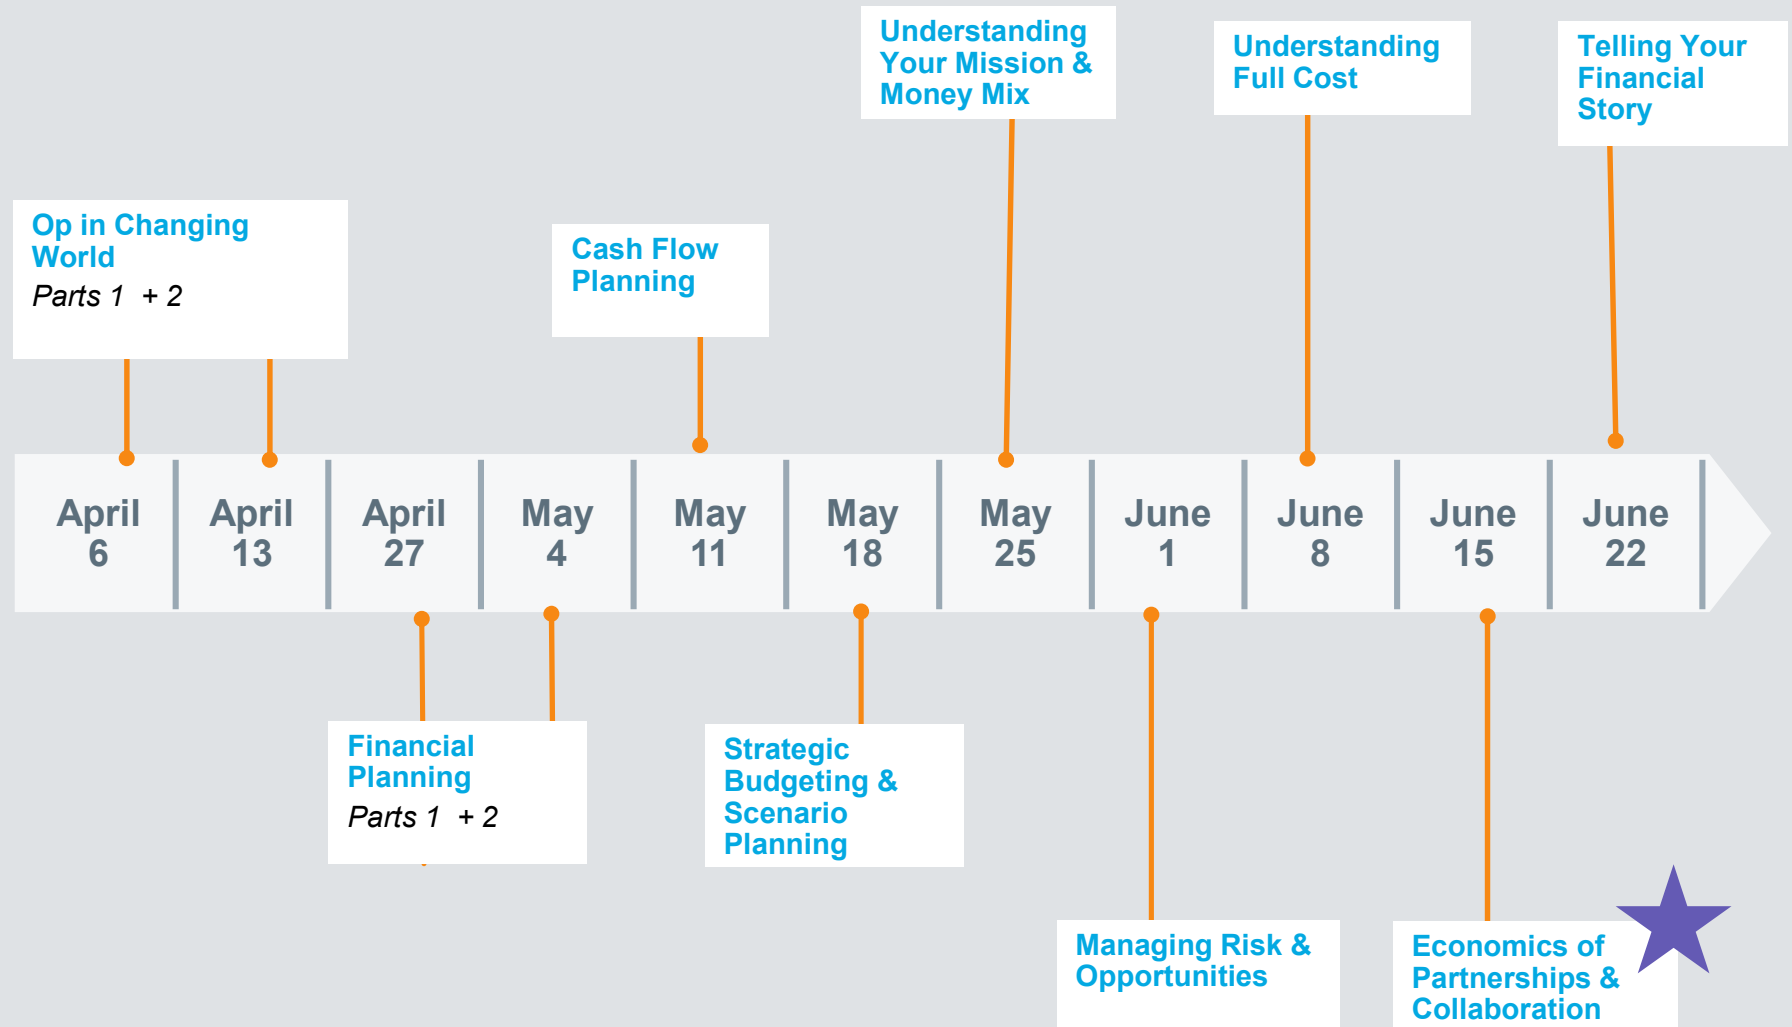 Understanding
Your Mission &
Money Mix
Understanding
Full Cost
Telling Your
Financial
Story
Op in Changing
World
Parts 1 + 2
Cash Flow
Planning
April
6
April
13
April
27
May
4
May
11
May
18
May
25
June
1
June
8
June
15
June
22
Financial
Planning
Parts 1 + 2
Strategic
Budgeting &
Scenario
Planning
Managing Risk &
Opportunities
Economics of
Partnerships &
Collaboration